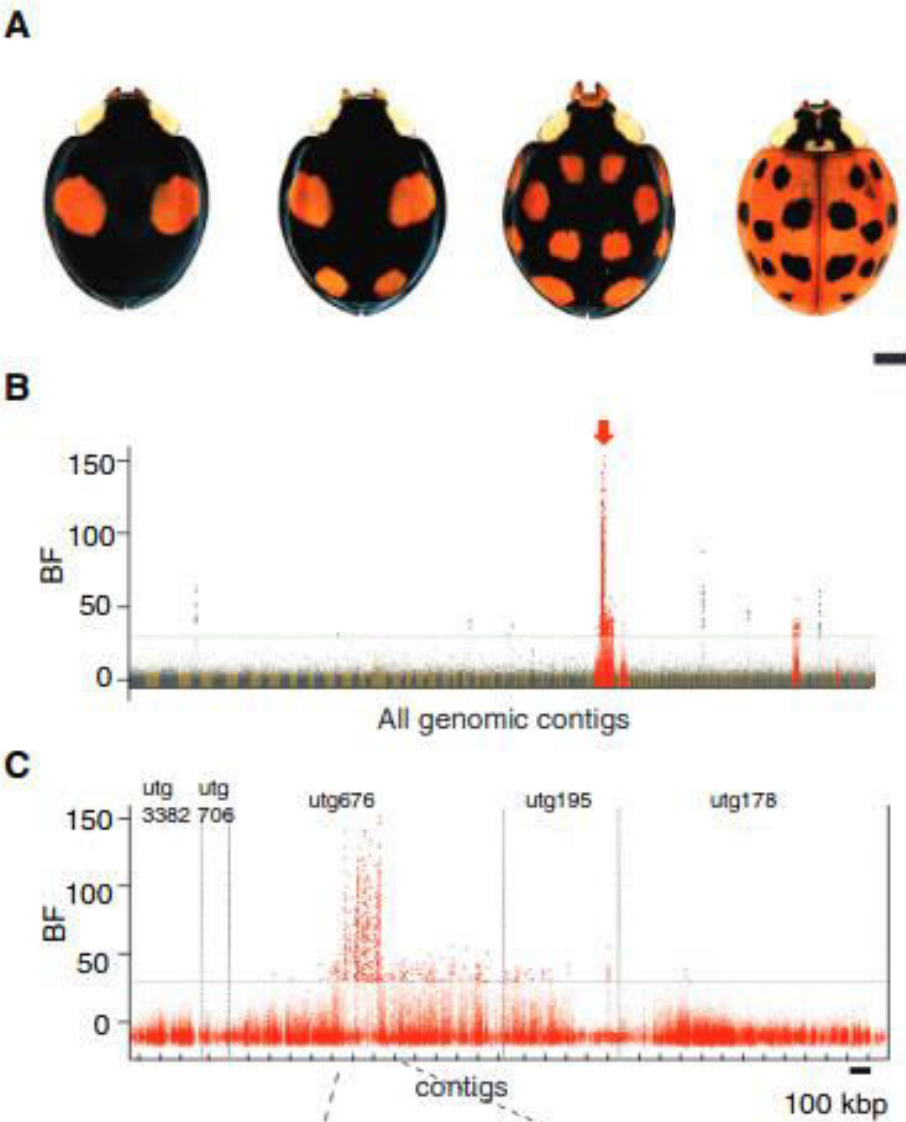 A
B
150
100
50
0
BF
All genomic contigs
C
utg 3382
utg 706
utg676
utg195
utg178
150
100
50
0
BF
contigs
100 kbp